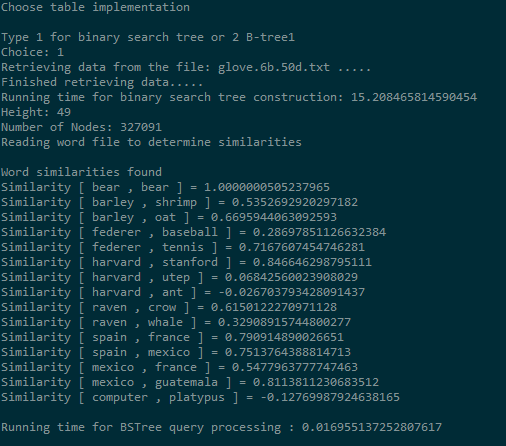 Choose table implementation
Type 1 for binary search tree or 2 B-tree1
Choice: 1
Retrieving data from the file: glove.6b.50d.txt .....
Finished retrieving data.....
Running time for binary search tree construction: 15.208465814590454
Height: 49
Number of Nodes: 327091
Reading word file to determine similarities
Word similarities found
Similarity [ bear , bear ] = 1.0000000505237965
Similarity [ barley , shrimp ] = 0.5352692920297182
Similarity [ barley , oat ] = 0.6695944063092593
Similarity [ federer , baseball ] = 0.28697851126632384
Similarity [ federer , tennis ] = 0.7167607454746281
Similarity [ harvard , stanford ] = 0.846646298795111
Similarity [ harvard , utep ] = 0.06842560023908029
Similarity [ harvard , ant ] = -0.026703793428091437
Similarity [ raven , crow ] = 0.6150122270971128
Similarity [ raven , whale ] = 0.32908915744800277
Similarity [ spain , france ] = 0.790914890026651
Similarity [ spain , mexico ] = 0.7513764388814713
Similarity [ mexico , france ] = 0.5477963777747463
Similarity [ mexico , guatemala ] = 0.8113811230683512
Similarity [ computer , platypus ] = -0.12769987924638165
Running time for BSTree query processing : 0.016955137252807617